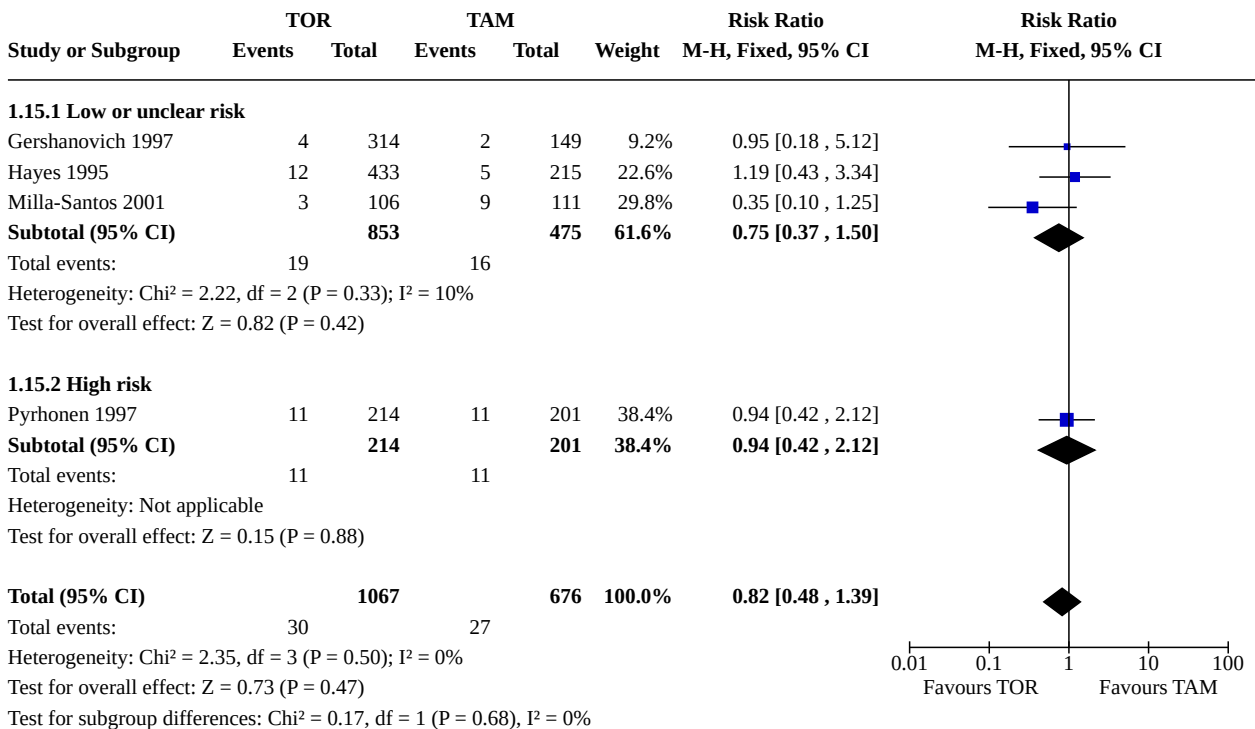 TOR TAM Risk Ratio Risk Ratio
Study or Subgroup Events Total Events Total Weight M-H, Fixed, 95% CI M-H, Fixed, 95% CI
1.15.1 Low or unclear risk
Gershanovich 1997 4 314 2 149 9.2% 0.95 [0.18 , 5.12]
Hayes 1995 12 433 5 215 22.6% 1.19 [0.43 , 3.34]
Milla-Santos 2001 3 106 9 111 29.8% 0.35 [0.10 , 1.25]
Subtotal (95% CI) 853 475 61.6% 0.75 [0.37 , 1.50]
Total events: 19 16
Heterogeneity: Chi² = 2.22, df = 2 (P = 0.33); I² = 10%
Test for overall effect: Z = 0.82 (P = 0.42)
1.15.2 High risk
Pyrhonen 1997 11 214 11 201 38.4% 0.94 [0.42 , 2.12]
Subtotal (95% CI) 214 201 38.4% 0.94 [0.42 , 2.12]
Total events: 11 11
Heterogeneity: Not applicable
Test for overall effect: Z = 0.15 (P = 0.88)
Total (95% CI) 1067 676 100.0% 0.82 [0.48 , 1.39]
Total events: 30 27
Heterogeneity: Chi² = 2.35, df = 3 (P = 0.50); I² = 0% 0.01 0.1 1 10 100
Test for overall effect: Z = 0.73 (P = 0.47) Favours TOR Favours TAM
Test for subgroup differences: Chi² = 0.17, df = 1 (P = 0.68), I² = 0%